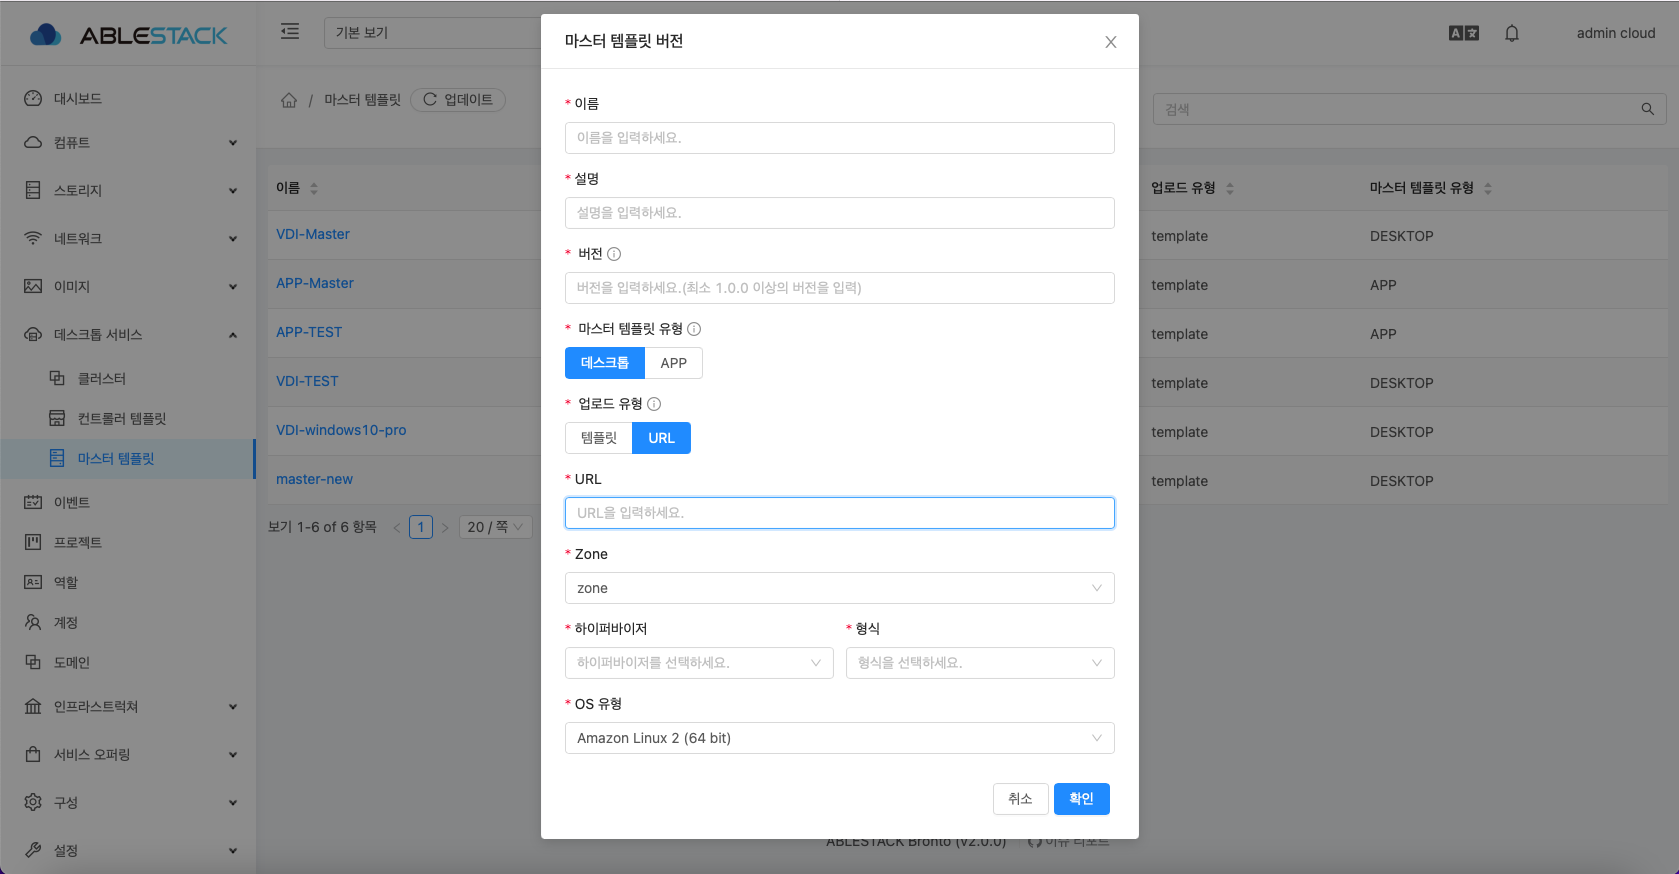 ABLESTACK
기본 보기
admin cloud
대시보드
컴퓨트
스토리지
네트워크
이미지
데스크톱 서비스
클러스터
컨트롤러 템플릿
마스터 템플릿
이벤트
프로젝트
역할
계정
도메인
인프라스트럭쳐
서비스 오퍼링
구성
설정
/ 마스터 템플릿 업데이트
검색
이름 업로드 유형 마스터 템플릿 유형
VDI-Master template DESKTOP
APP-Master template APP
APP-TEST template APP
VDI-TEST template DESKTOP
VDI-windows10-pro template DESKTOP
master-new template DESKTOP
보기 1-6 of 6 항목 < 1 > 20 / 쪽
마스터 템플릿 버전
* 이름
이름을 입력하세요.
* 설명
설명을 입력하세요.
* 버전
버전을 입력하세요.(최소 1.0.0 이상의 버전을 입력)
* 마스터 템플릿 유형
데스크톱 APP
* 업로드 유형
템플릿 URL
* URL
URL을 입력하세요.
* Zone
zone
* 하이퍼바이저 * 형식
하이퍼바이저를 선택하세요. 형식을 선택하세요.
* OS 유형
Amazon Linux 2 (64 bit)
취소 확인
ABLESTACK Bronto (v2.0.0) 이슈 리포트